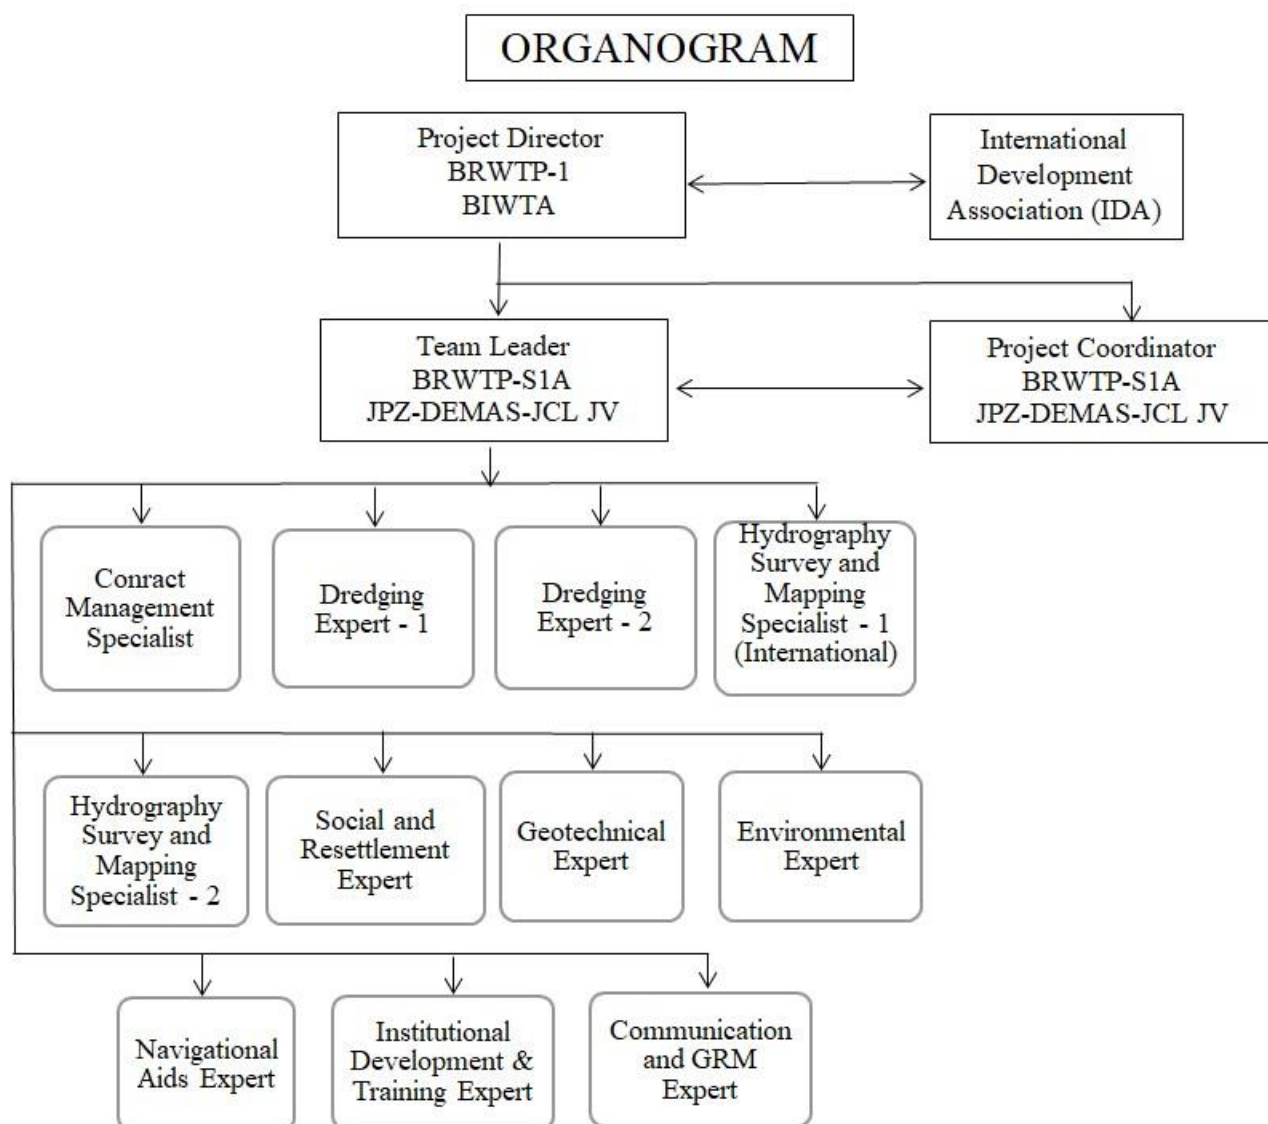 ORGANOGRAM
Project Director
BRWTP-1
BIWTA
International
Development
Association (IDA)
Team Leader
BRWTP-S1A
JPZ-DEMAS-JCL JV
Project Coordinator
BRWTP-S1A
JPZ-DEMAS-JCL JV
Conract
Management
Specialist
Dredging
Expert - 1
Dredging
Expert - 2
Hydrography
Survey and
Mapping
Specialist - 1
(International)
Hydrography
Survey and
Mapping
Specialist - 2
Social and
Resettlement
Expert
Geotechnical
Expert
Environmental
Expert
Navigational
Aids Expert
Institutional
Development &
Training Expert
Communication
and GRM
Expert